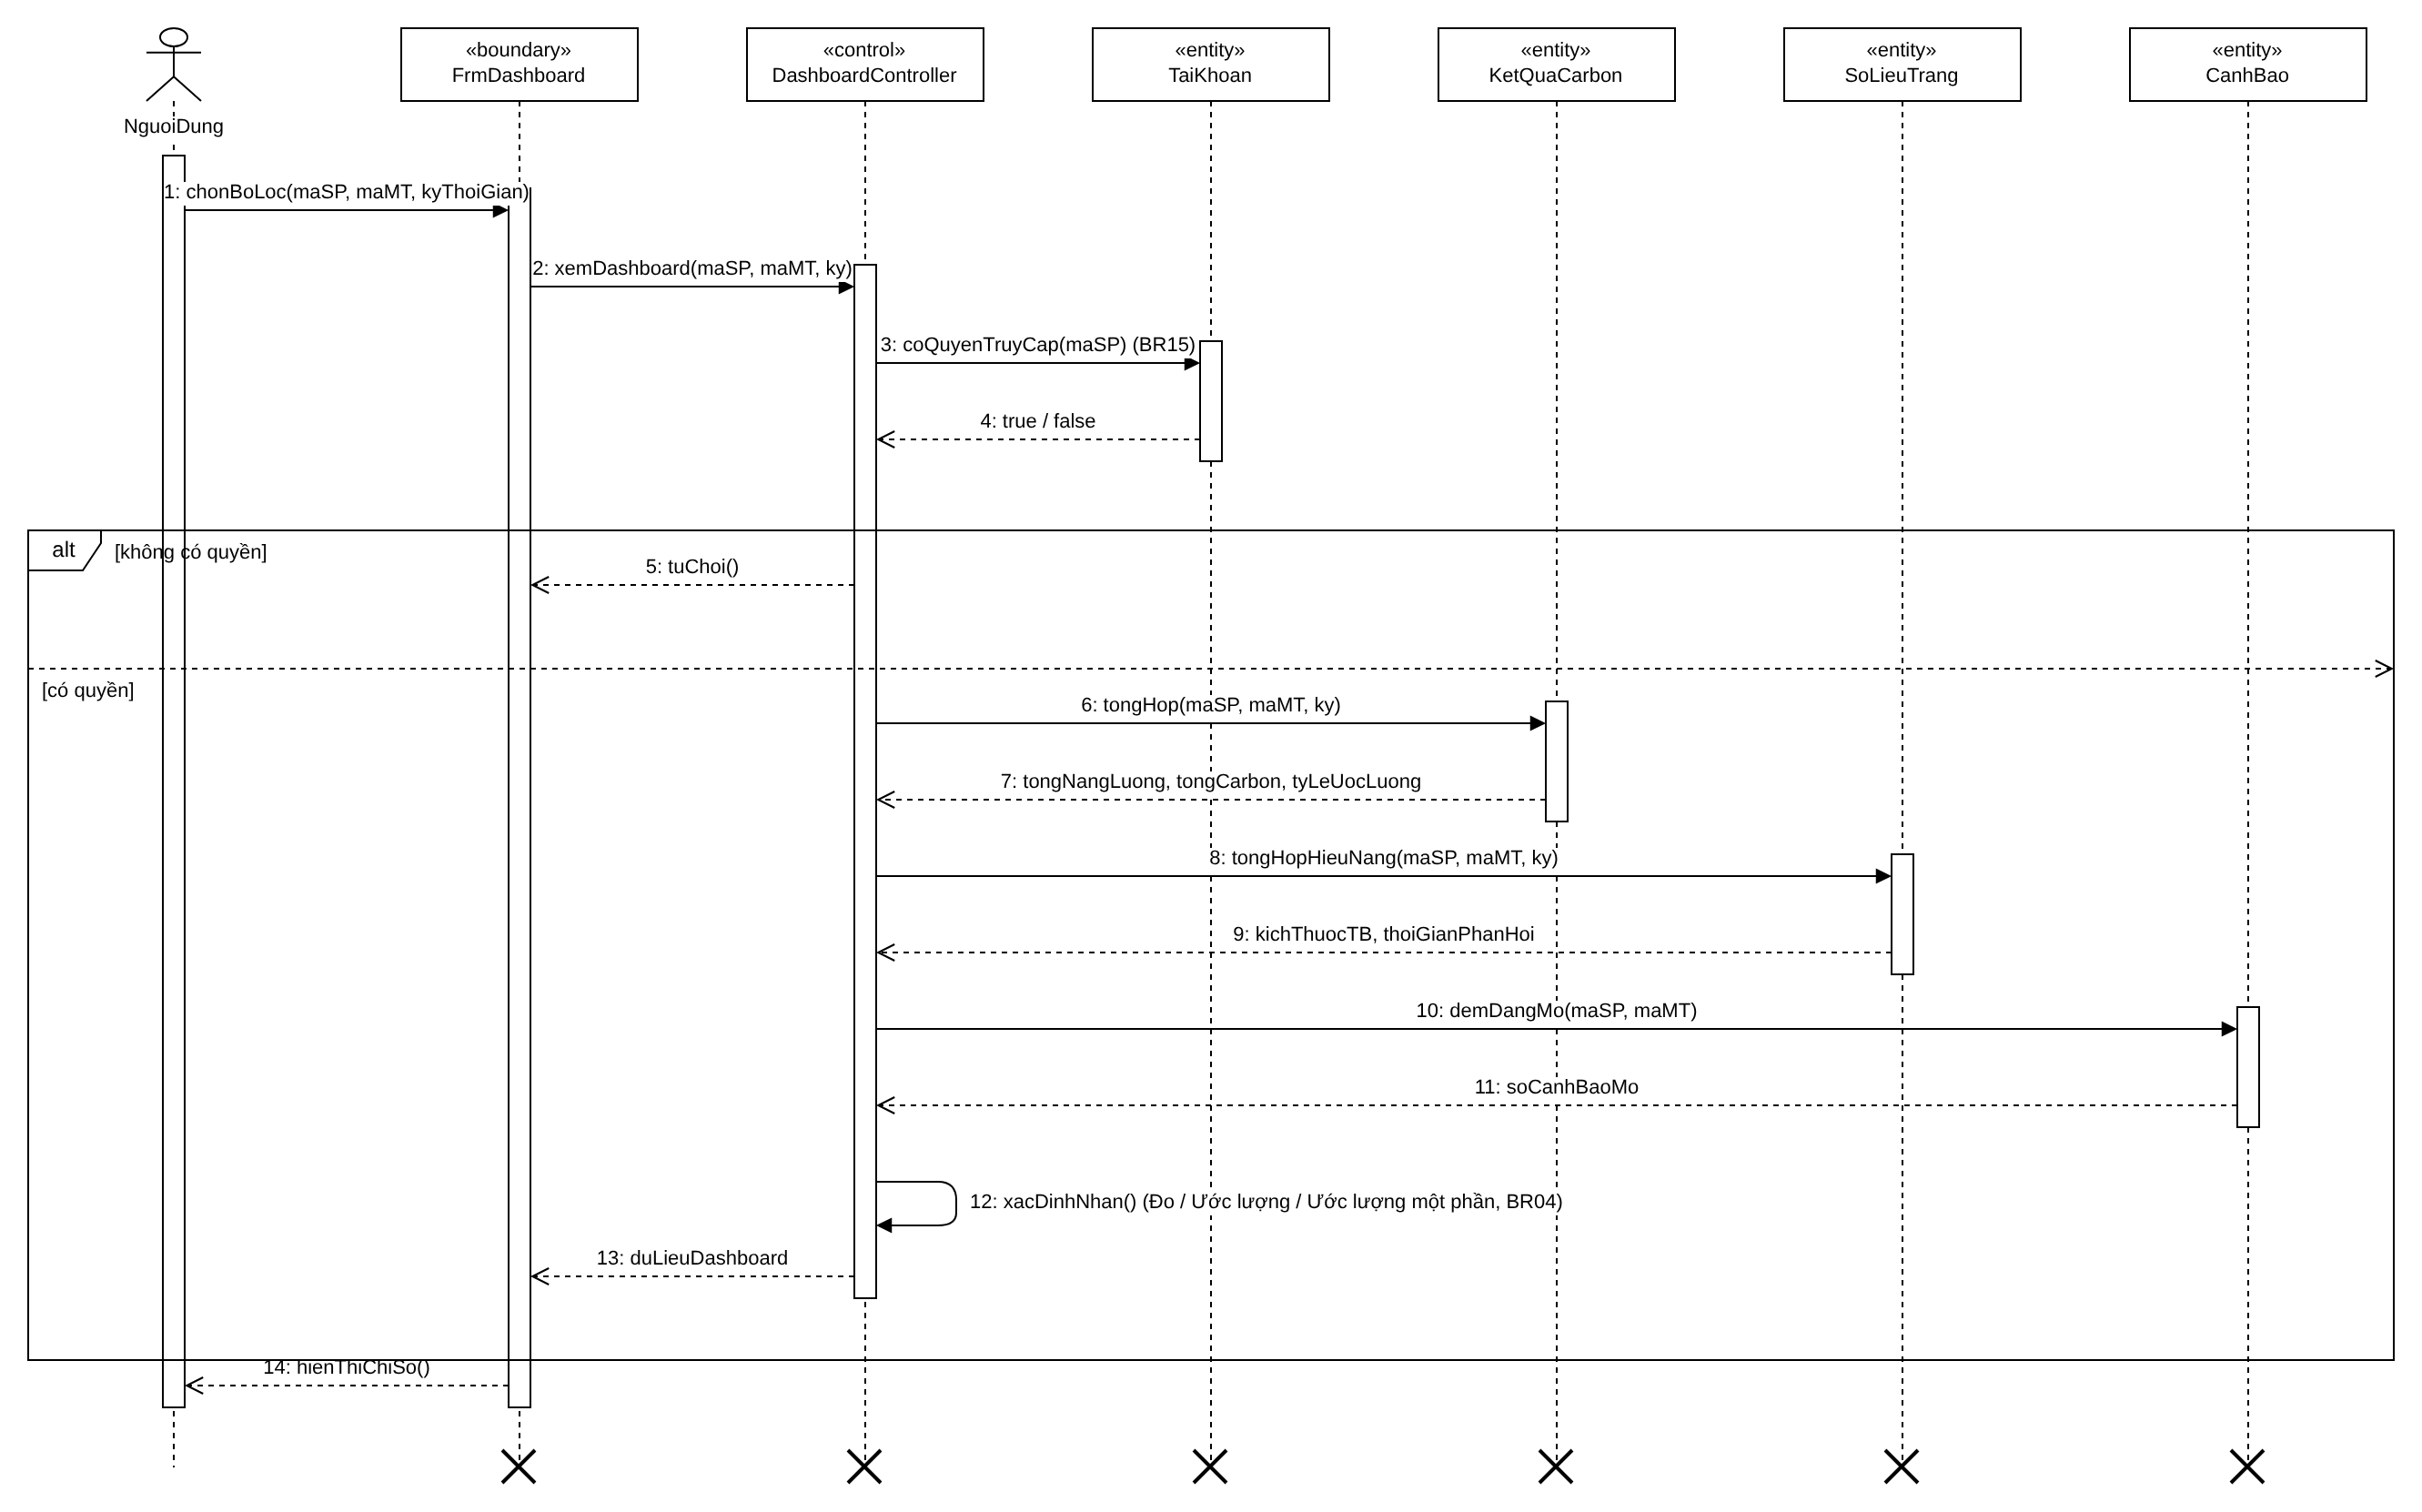 «boundary»
FrmDashboard
«control»
DashboardController
«entity»
TaiKhoan
«entity»
KetQuaCarbon
«entity»
SoLieuTrang
«entity»
CanhBao
NguoiDung
1: chonBoLoc(maSP, maMT, kyThoiGian)
2: xemDashboard(maSP, maMT, ky)
3: coQuyenTruyCap(maSP) (BR15)
4: true / false
alt
[không có quyền]
5: tuChoi()
[có quyền]
6: tongHop(maSP, maMT, ky)
7: tongNangLuong, tongCarbon, tyLeUocLuong
8: tongHopHieuNang(maSP, maMT, ky)
9: kichThuocTB, thoiGianPhanHoi
10: demDangMo(maSP, maMT)
11: soCanhBaoMo
12: xacDinhNhan() (Đo / Ước lượng / Ước lượng một phần, BR04)
13: duLieuDashboard
14: hienThiChiSo()